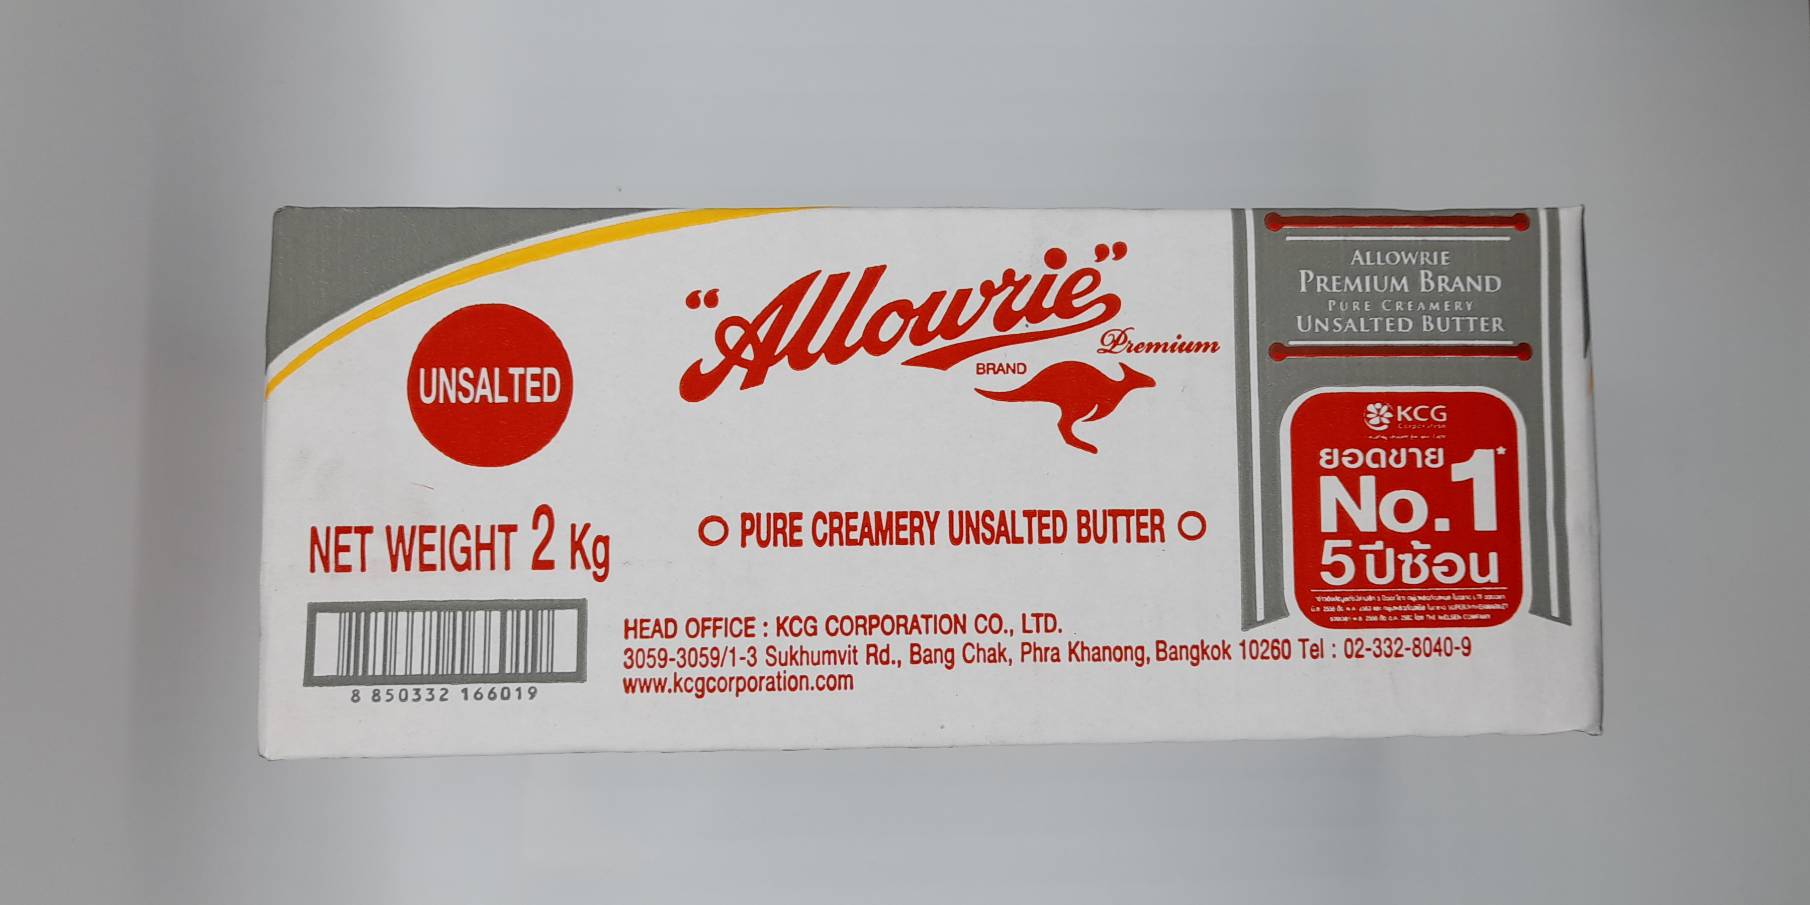 UNSALTED
"Allowrie"
Premium
BRAND
NET WEIGHT 2 Kg
O PURE CREAMERY UNSALTED BUTTER O
8 850332 166019
HEAD OFFICE : KCG CORPORATION CO., LTD.
3059-3059/1-3 Sukhumvit Rd., Bang Chak, Phra Khanong, Bangkok 10260 Tel : 02-332-8040-9
www.kcgcorporation.com
ALLOWRIE
PREMIUM BRAND
PURE CREAMERY
UNSALTED BUTTER
KCG
Corporation
ยอดขาย
No.1*
5 ปีซ้อน